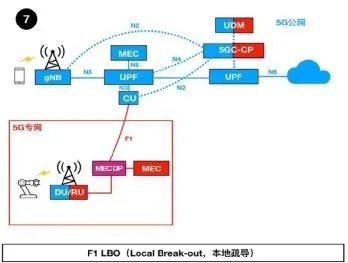 7
5G公网
UDM
N2
MEC
5GC-CP
N6
N4
gNB
N3
UPF
UPF
N6
N3
N2
CU
F1
5G专网
MECOP
MEC
DU/RU
F1 LBO（Local Break-out，本地疏导）